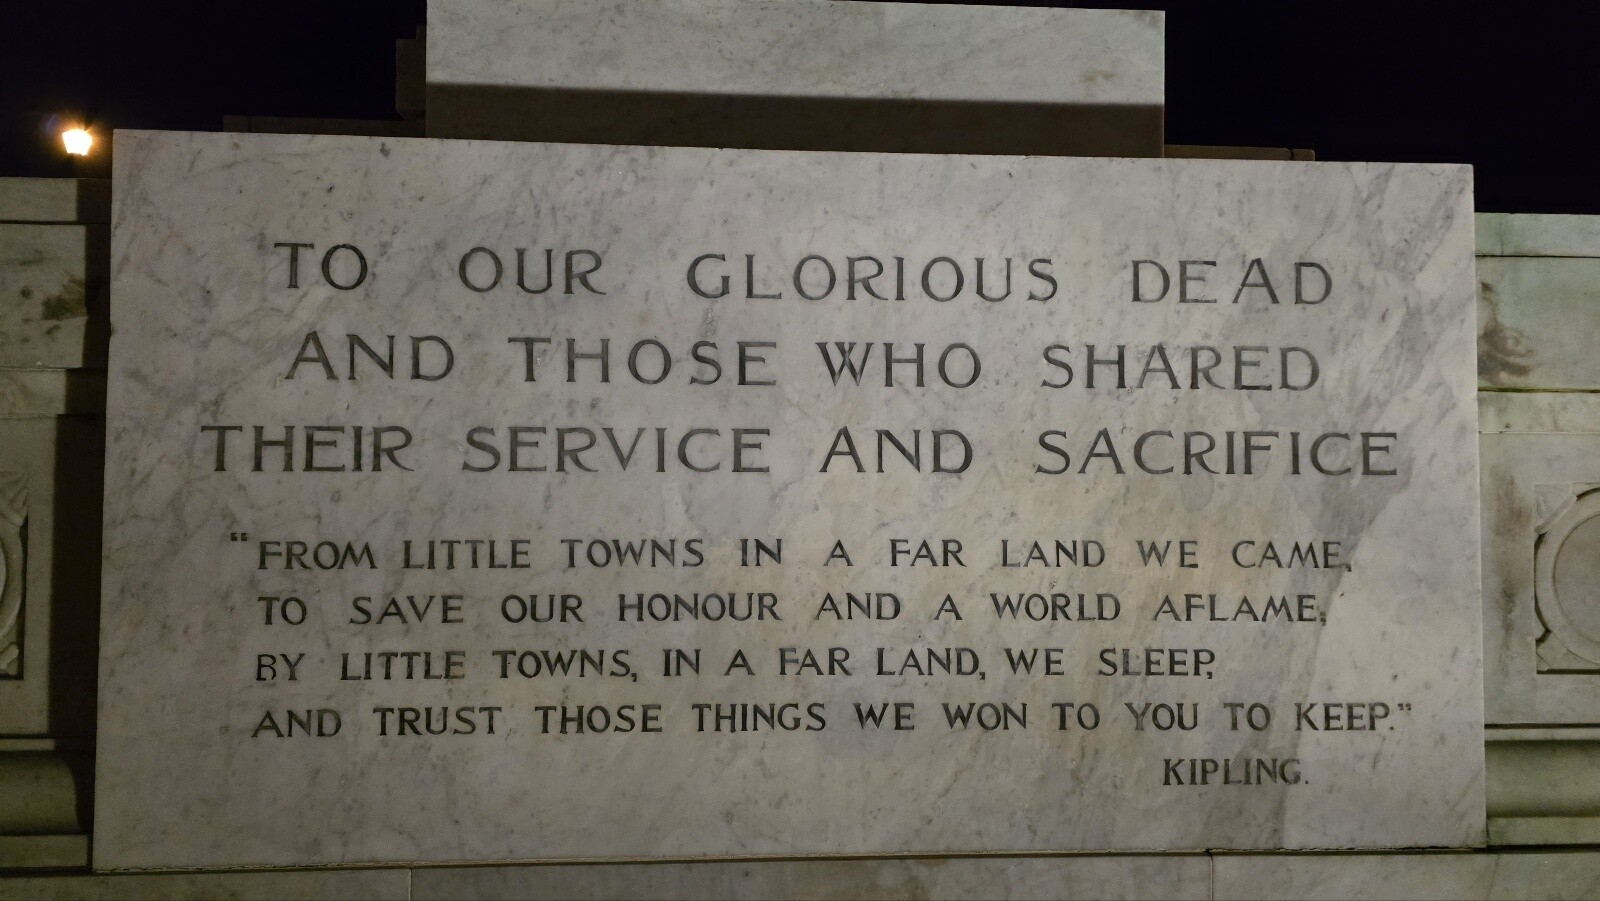 TO OUR GLORIOUS DEAD
AND THOSE WHO SHARED
THEIR SERVICE AND SACRIFICE
"FROM LITTLE TOWNS IN A FAR LAND WE CAME,
TO SAVE OUR HONOUR AND A WORLD AFLAME;
BY LITTLE TOWNS, IN A FAR LAND, WE SLEEP,
AND TRUST THOSE THINGS WE WON TO YOU TO KEEP."
KIPLING.